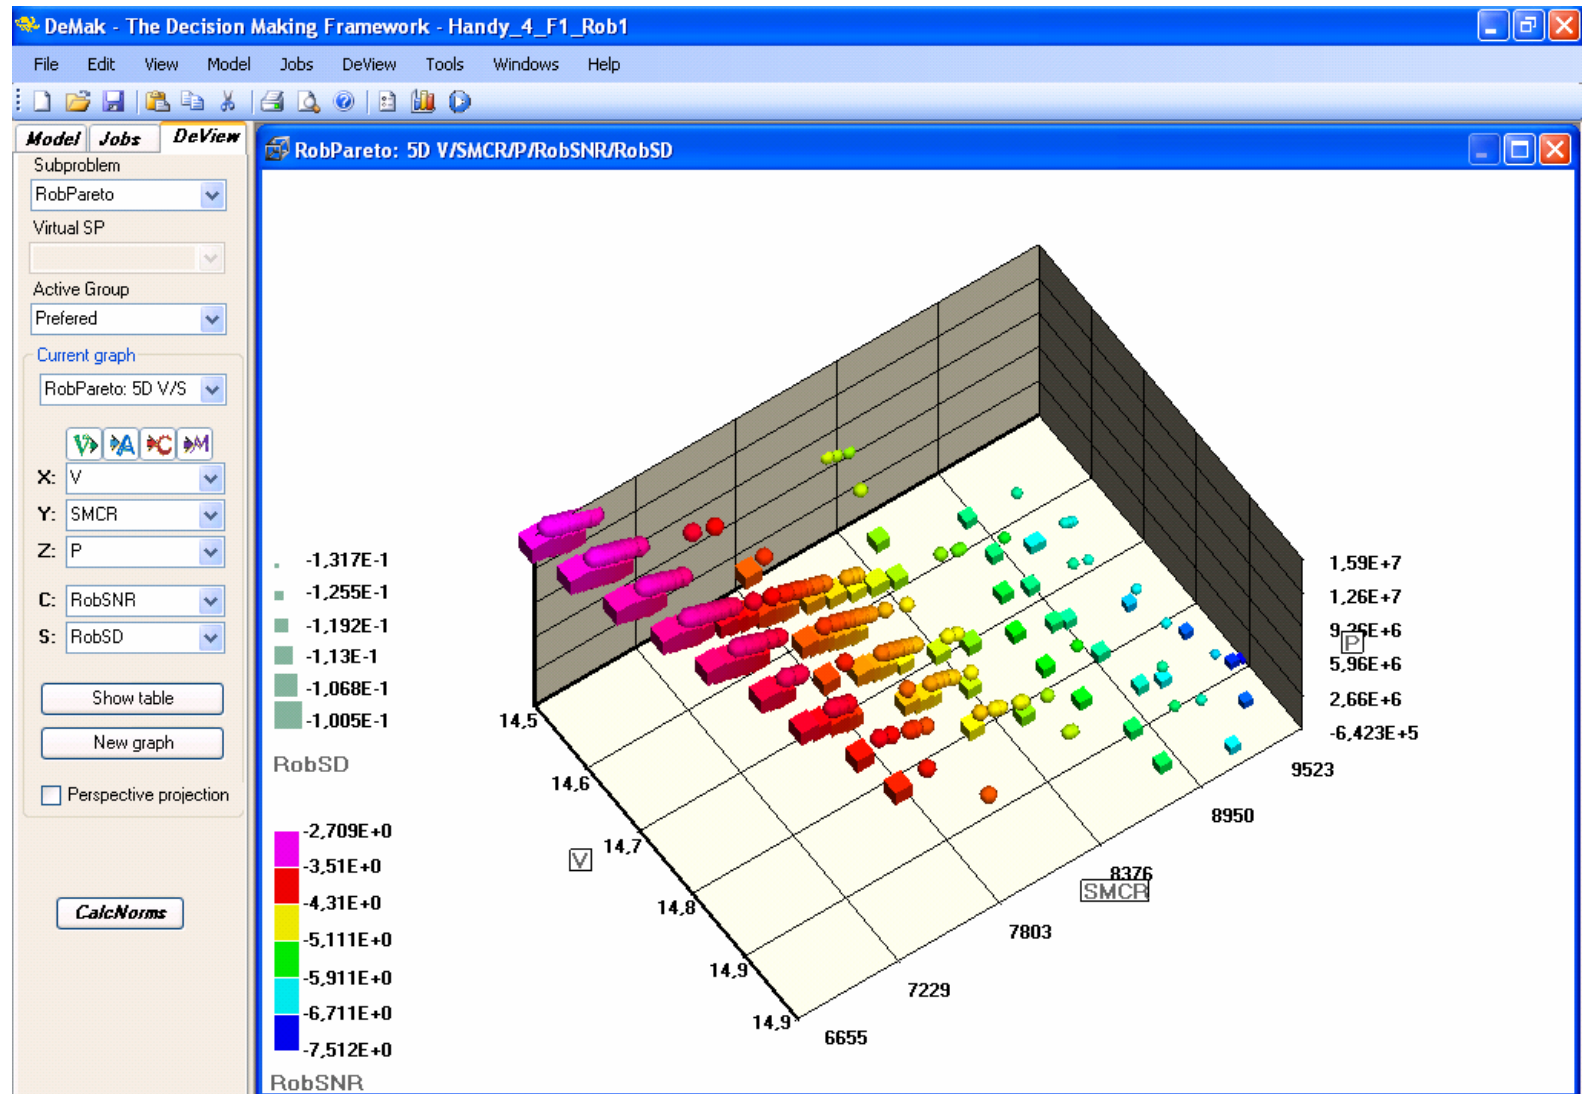 DeMak - The Decision Making Framework - Handy_4_F1_Rob1
File Edit View Model Jobs DeView Tools Windows Help
Model Jobs DeView
Subproblem
RobPareto
Virtual SP
Active Group
Prefered
Current graph
RobPareto: 5D V/S
V A C M
X: V
Y: SMCR
Z: P
C: RobSNR
S: RobSD
Show table
New graph
Perspective projection
CalcNorms
RobPareto: 5D V/SMCR/P/RobSNR/RobSD
-1,317E-1
-1,255E-1
-1,192E-1
-1,13E-1
-1,068E-1
-1,005E-1
RobSD
-2,709E+0
-3,51E+0
-4,31E+0
-5,111E+0
-5,911E+0
-6,711E+0
-7,512E+0
RobSNR
14,5
14,6
14,7
V
14,8
14,9
14,9
6655
7229
7803
8376
SMCR
8950
9523
1,59E+7
1,26E+7
P
5,96E+6
2,66E+6
-6,423E+5